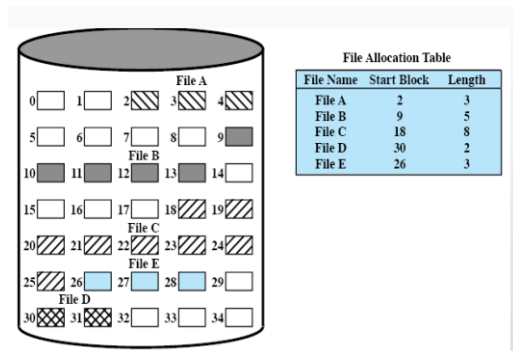 File A
0 1 2 3 4
5 6 7 8 9
File B
10 11 12 13 14
15 16 17 18 19
File C
20 21 22 23 24
File E
25 26 27 28 29
File D
30 31 32 33 34
File Allocation Table
File Name Start Block Length
File A 2 3
File B 9 5
File C 18 8
File D 30 2
File E 26 3